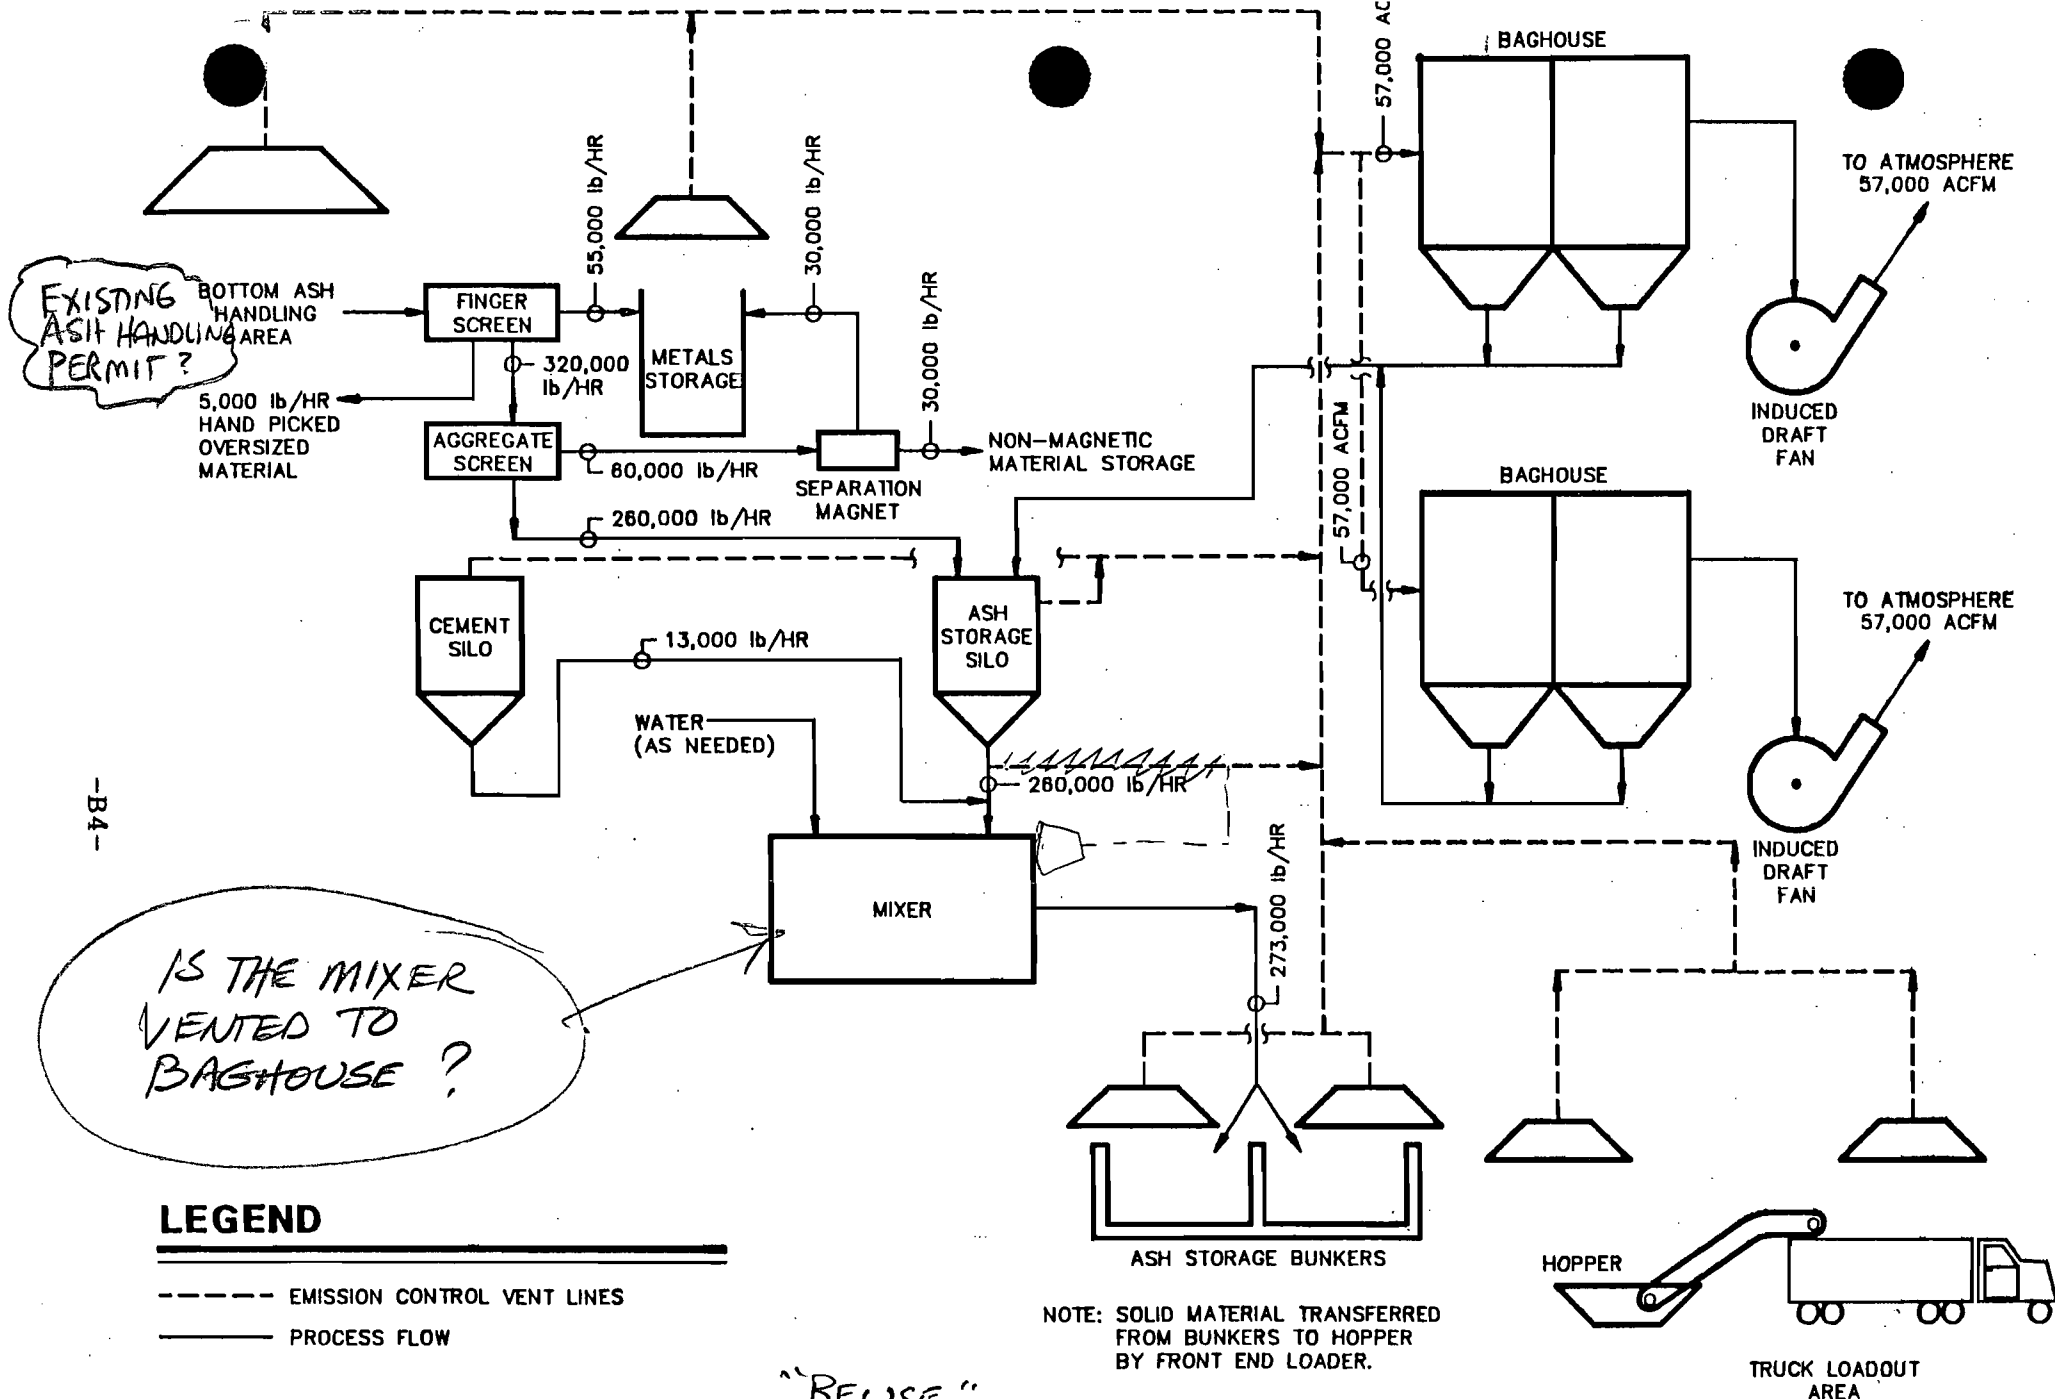 57,000 AC
BAGHOUSE
TO ATMOSPHERE
57,000 ACFM
55,000 lb/HR
30,000 lb/HR
30,000 lb/HR
EXISTING
ASH HANDLING
PERMIT?
BOTTOM ASH
HANDLING
AREA
FINGER
SCREEN
METALS
STORAGE
320,000
lb/HR
5,000 lb/HR
HAND PICKED
OVERSIZED
MATERIAL
AGGREGATE
SCREEN
60,000 lb/HR
SEPARATION
MAGNET
NON-MAGNETIC
MATERIAL STORAGE
INDUCED
DRAFT
FAN
57,000 ACFM
BAGHOUSE
260,000 lb/HR
CEMENT
SILO
13,000 lb/HR
ASH
STORAGE
SILO
TO ATMOSPHERE
57,000 ACFM
WATER
(AS NEEDED)
260,000 lb/HR
-B4-
MIXER
273,000 lb/HR
INDUCED
DRAFT
FAN
IS THE MIXER
VENTED TO
BAGHOUSE ?
LEGEND
EMISSION CONTROL VENT LINES
PROCESS FLOW
ASH STORAGE BUNKERS
NOTE: SOLID MATERIAL TRANSFERRED
FROM BUNKERS TO HOPPER
BY FRONT END LOADER.
HOPPER
TRUCK LOADOUT
AREA